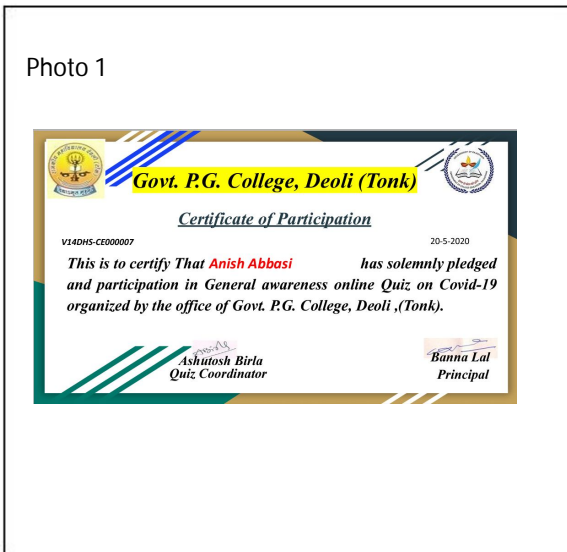 Photo 1
Govt. P.G. College, Deoli (Tonk)
Certificate of Participation
V14DHS-CE000007 20-5-2020
This is to certify That Anish Abbasi has solemnly pledged
and participation in General awareness online Quiz on Covid-19
organized by the office of Govt. P.G. College, Deoli ,(Tonk).
Ashutosh Birla Banna Lal
Quiz Coordinator Principal